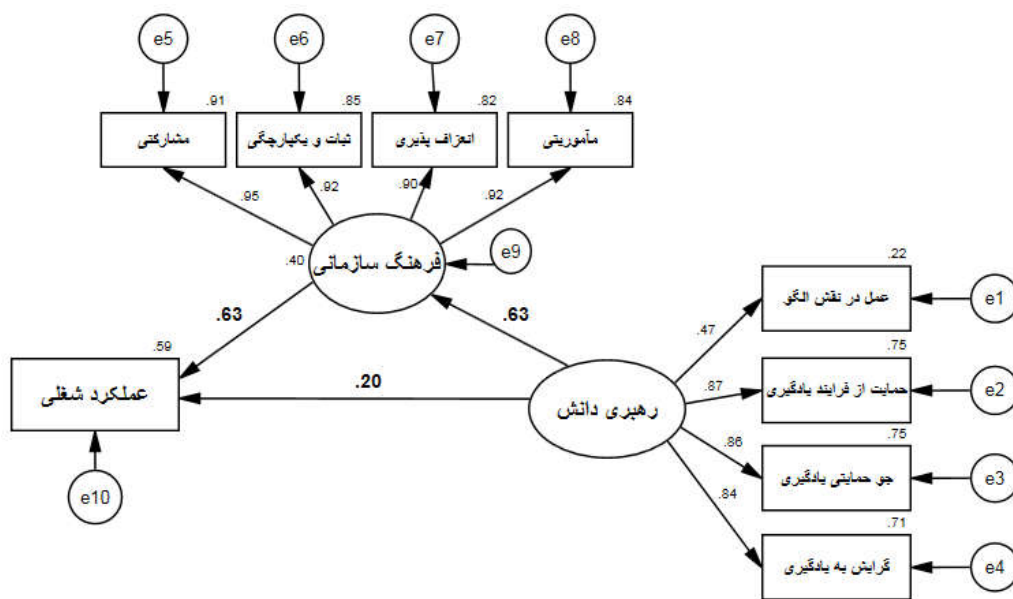 e5 e6 e7 e8
.91 .85 .82 .84
مشارکتی
ثبات و یکپارچگی
انعزاف پذیری
مأموریتی
.95 .92 .90 .92
.40 فرهنگ سازمانی e9
.63 .63
.22
عمل در نقش الگو e1
.47
.59
عملکرد شغلی
.20
رهبری دانش
.75
.87 حمایت از فرایند یادگیری e2
.75
.86 جو حمایتی یادگیری e3
.84
.71
گرایش به یادگیری e4
e10